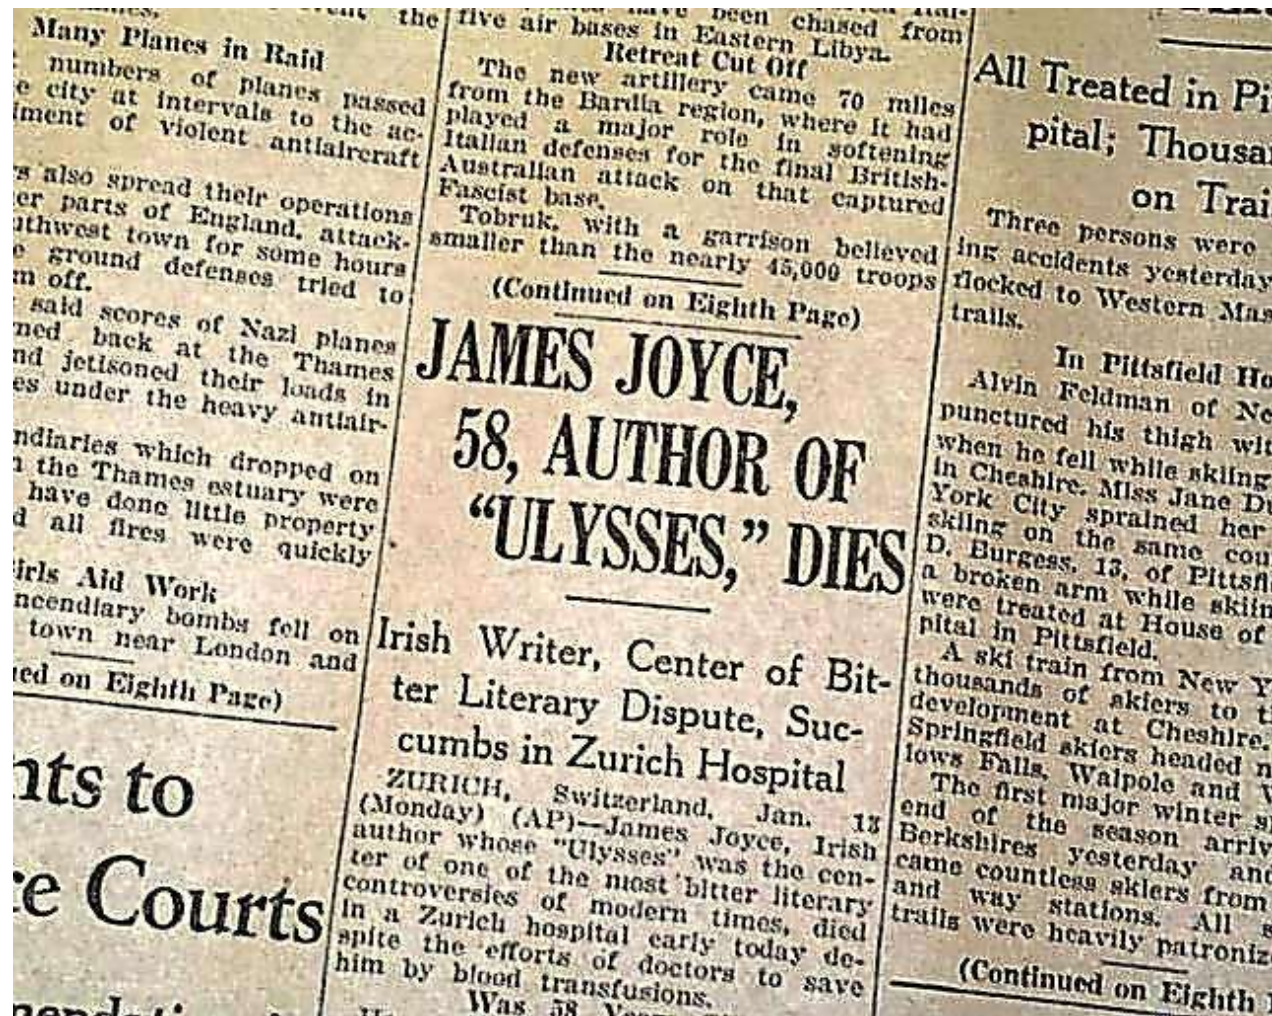 the
Many Planes in Raid
numbers of planes passed
e city at intervals to the ac-
iment of violent antiaircraft
rs also spread their operations
er parts of England, attack-
uthwest town for some hours
e ground defenses tried to
m off.
said scores of Nazi planes
ned back at the Thames
nd jetisoned their loads in
es under the heavy antiair-
ndiaries which dropped on
n the Thames estuary were
have done little property
d all fires were quickly
irls Aid Work
ncendiary bombs fell on
town near London and
ued on Eighth Page)
nts to
re Courts
have been chased from
five air bases in Eastern Libya.
Retreat Cut Off
The new artillery came 70 miles
from the Bardia region, where it had
played a major role in softening
Italian defenses for the final British-
Australian attack on that captured
Fascist base.
Tobruk, with a garrison believed
smaller than the nearly 45,000 troops
(Continued on Eighth Page)
JAMES JOYCE,
58, AUTHOR OF
“ULYSSES,” DIES
Irish Writer, Center of Bit-
ter Literary Dispute, Suc-
cumbs in Zurich Hospital
ZURICH, Switzerland, Jan. 13
(Monday) (AP)—James Joyce, Irish
author whose "Ulysses" was the cen-
ter of one of the most bitter literary
controversies of modern times, died
in a Zurich hospital early today de-
spite the efforts of doctors to save
him by blood transfusions.
Was 58
All Treated in Pi
pital; Thousa
on Trai
Three persons were
ing accidents yesterday
flocked to Western Mas
trails.
In Pittsfield Ho
Alvin Feldman of Ne
punctured his thigh wit
when he fell while skiing
in Cheshire. Miss Jane Du
York City sprained her
skiing on the same cou
D. Burgess, 13, of Pittsfi
a broken arm while skiin
were treated at House of
pital in Pittsfield.
A ski train from New Y
thousands of skiers to t
development at Cheshire.
Springfield skiers headed n
lows Falls, Walpole and
The first major winter s
end of the season arriv
Berkshires yesterday and
came countless skiers from
and way stations. All s
trails were heavily patroniz
(Continued on Eighth